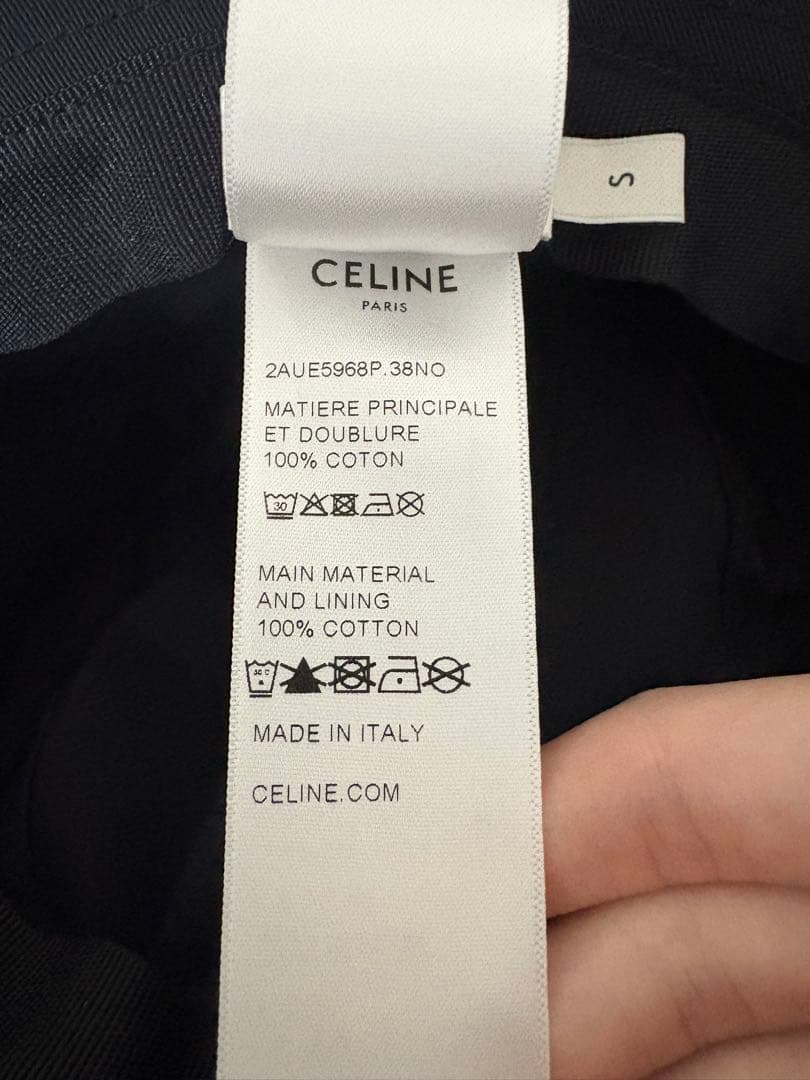 S
CELINE
PARIS
2AUE5968P.38NO
MATIERE PRINCIPALE
ET DOUBLURE
100% COTON
30
MAIN MATERIAL
AND LINING
100% COTTON
MADE IN ITALY
CELINE.COM